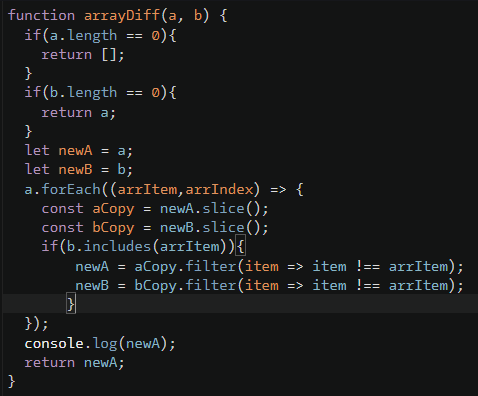 function arrayDiff(a, b) {
  if(a.length == 0){
    return [];
  }
  if(b.length == 0){
    return a;
  }
  let newA = a;
  let newB = b;
  a.forEach((arrItem,arrIndex) => {
    const aCopy = newA.slice();
    const bCopy = newB.slice();
    if(b.includes(arrItem)){
        newA = aCopy.filter(item => item !== arrItem);
        newB = bCopy.filter(item => item !== arrItem);
       }
  });
  console.log(newA);
  return newA;
}